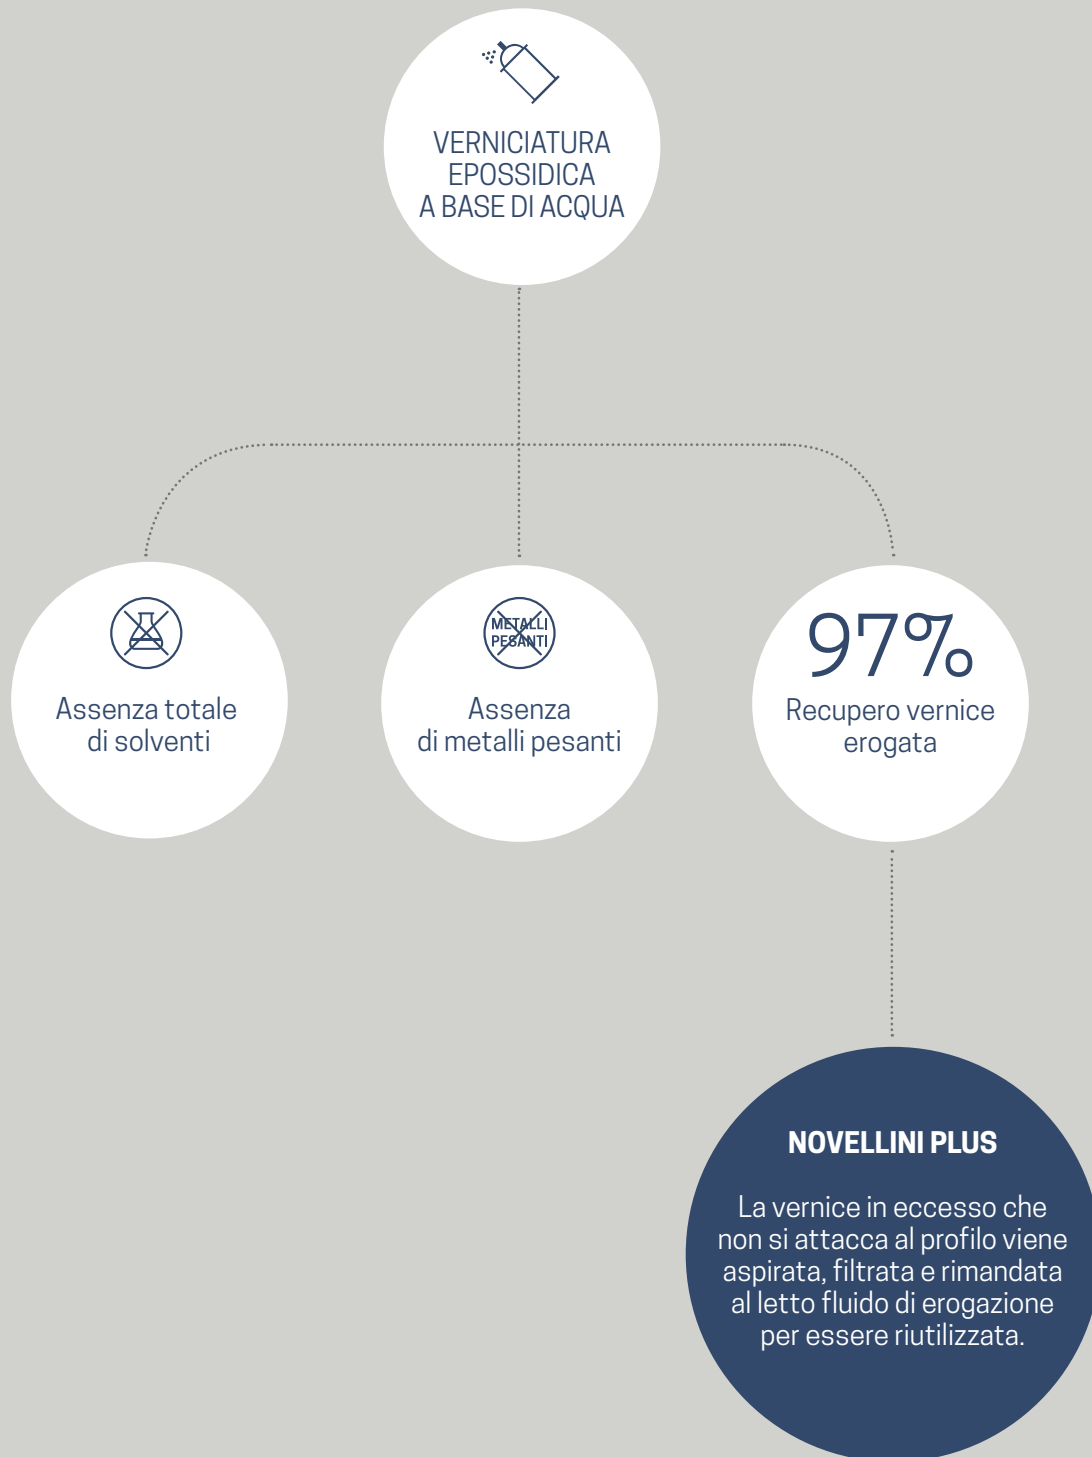 VERNICIATURA
EPOSSIDICA
A BASE DI ACQUA
METALLI
PESANTI
97%
Assenza totale
di solventi
Assenza
di metalli pesanti
Recupero vernice
erogata
NOVELLINI PLUS
La vernice in eccesso che
non si attacca al profilo viene
aspirata, filtrata e rimandata
al letto fluido di erogazione
per essere riutilizzata.